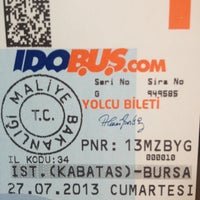 IDOBUS.com
Seri No Sıra No
G 949585
YOLCU BİLETİ
MALİYE BAKANLIĞI
T.C.
PNR: 13MZBYG
IL KODU:34 000010
IST.(KABATAS)-BURSA
27.07.2013 CUMARTESI